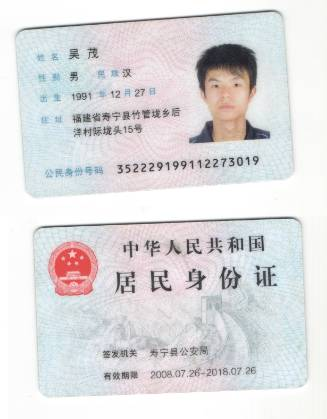 姓名 吴茂
性别 男 民族 汉
出生 1991 年 12 月 27 日
住址 福建省寿宁县竹管垅乡后
洋村际垅头15号
公民身份号码 352229199112273019
中华人民共和国
居民身份证
签发机关 寿宁县公安局
有效期限 2008.07.26-2018.07.26